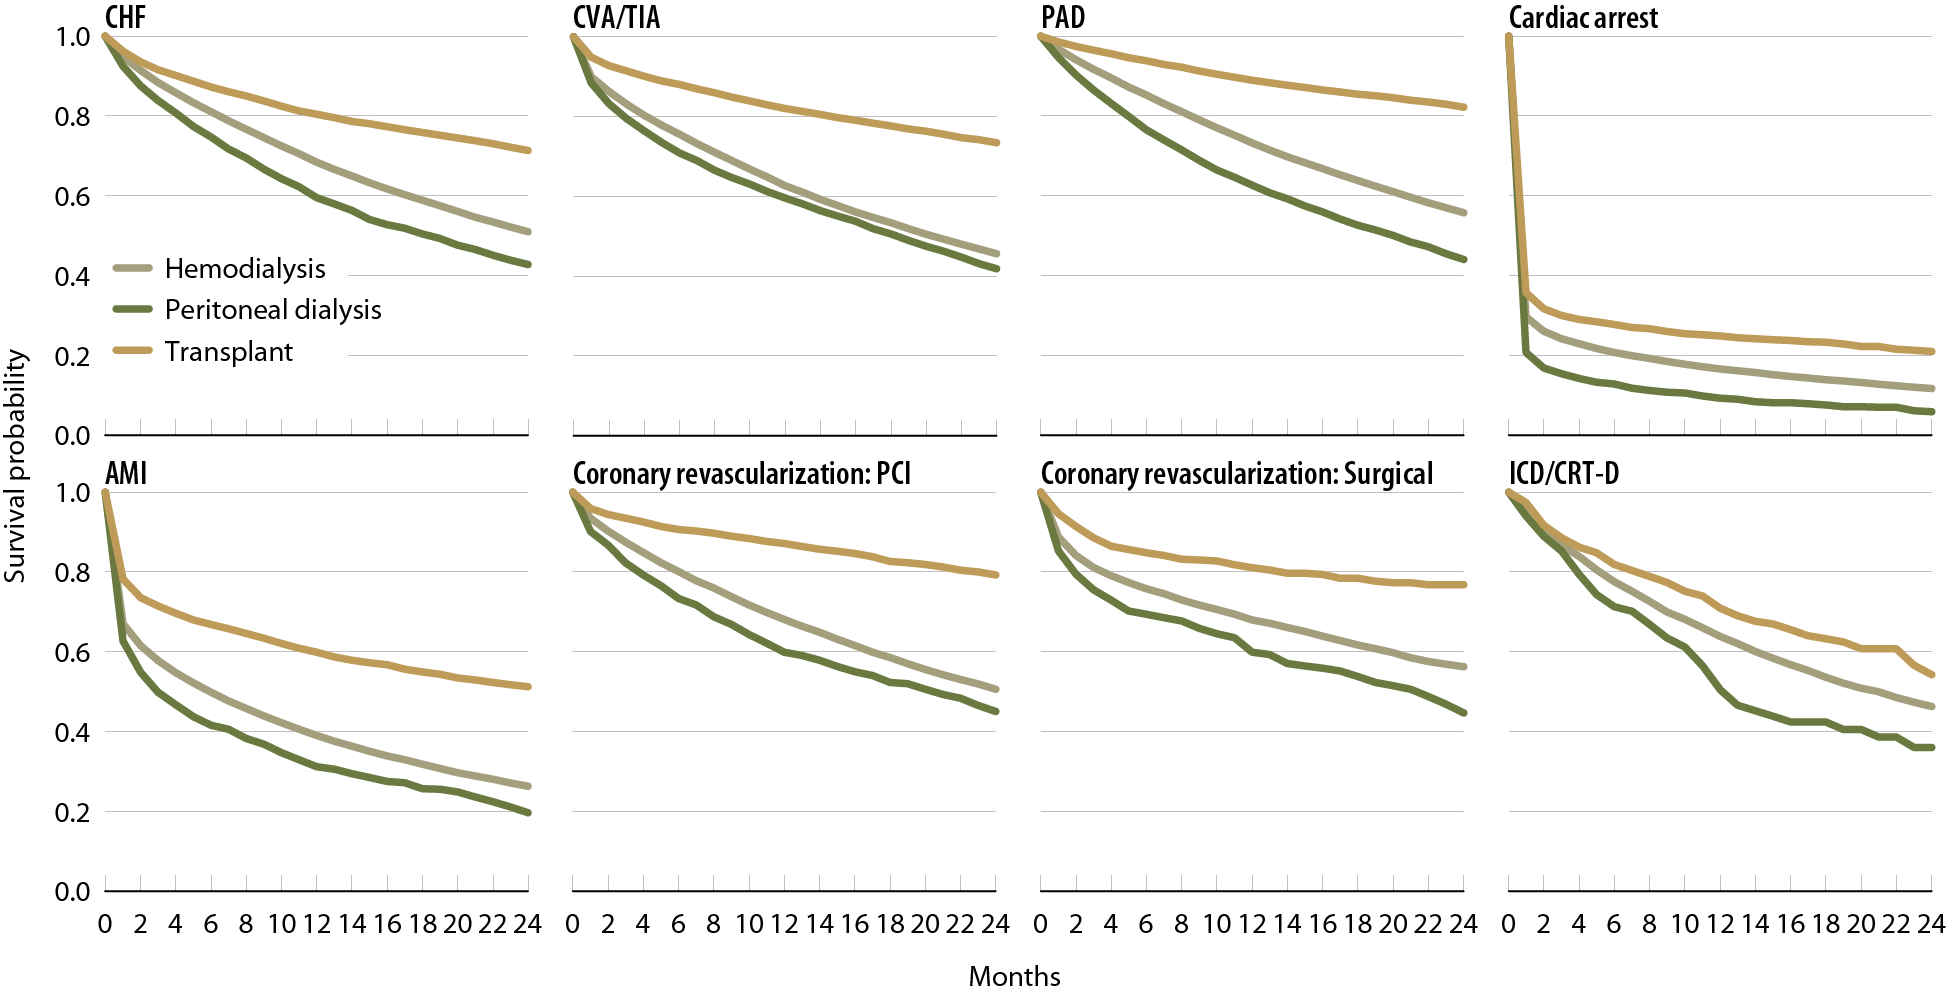 CHF
CVA/TIA
PAD
Cardiac arrest
1.0
0.8
0.6
0.4
0.2
0.0
Hemodialysis
Peritoneal dialysis
Transplant
Survival probability
AMI
Coronary revascularization: PCI
Coronary revascularization: Surgical
ICD/CRT-D
1.0
0.8
0.6
0.4
0.2
0.0
0 2 4 6 8 10 12 14 16 18 20 22 24
0 2 4 6 8 10 12 14 16 18 20 22 24
0 2 4 6 8 10 12 14 16 18 20 22 24
0 2 4 6 8 10 12 14 16 18 20 22 24
Months